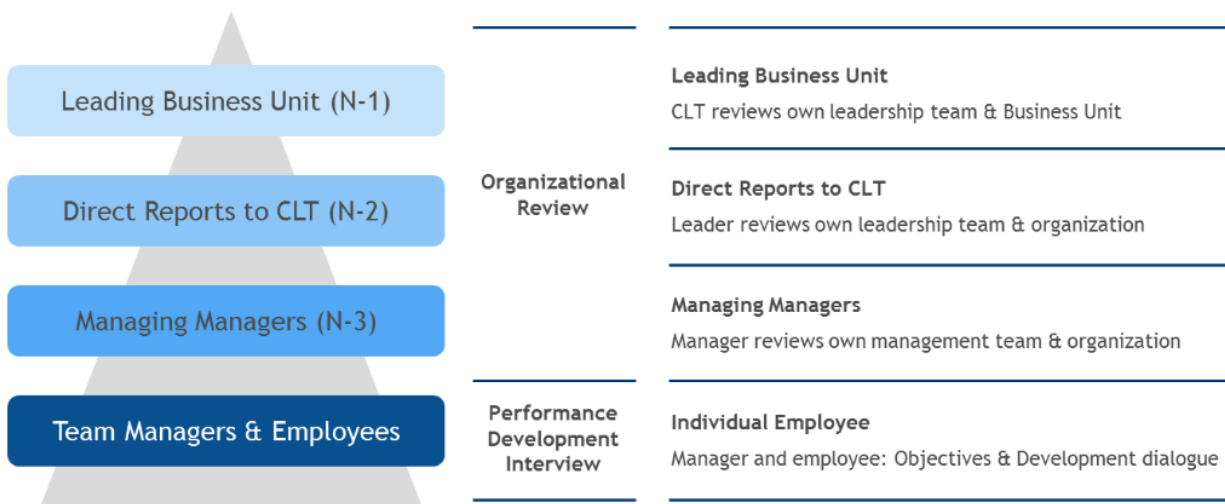 Leading Business Unit (N-1)
Direct Reports to CLT (N-2)
Managing Managers (N-3)
Team Managers & Employees
Organizational
Review
Performance
Development
Interview
Leading Business Unit
CLT reviews own leadership team & Business Unit
Direct Reports to CLT
Leader reviews own leadership team & organization
Managing Managers
Manager reviews own management team & organization
Individual Employee
Manager and employee: Objectives & Development dialogue